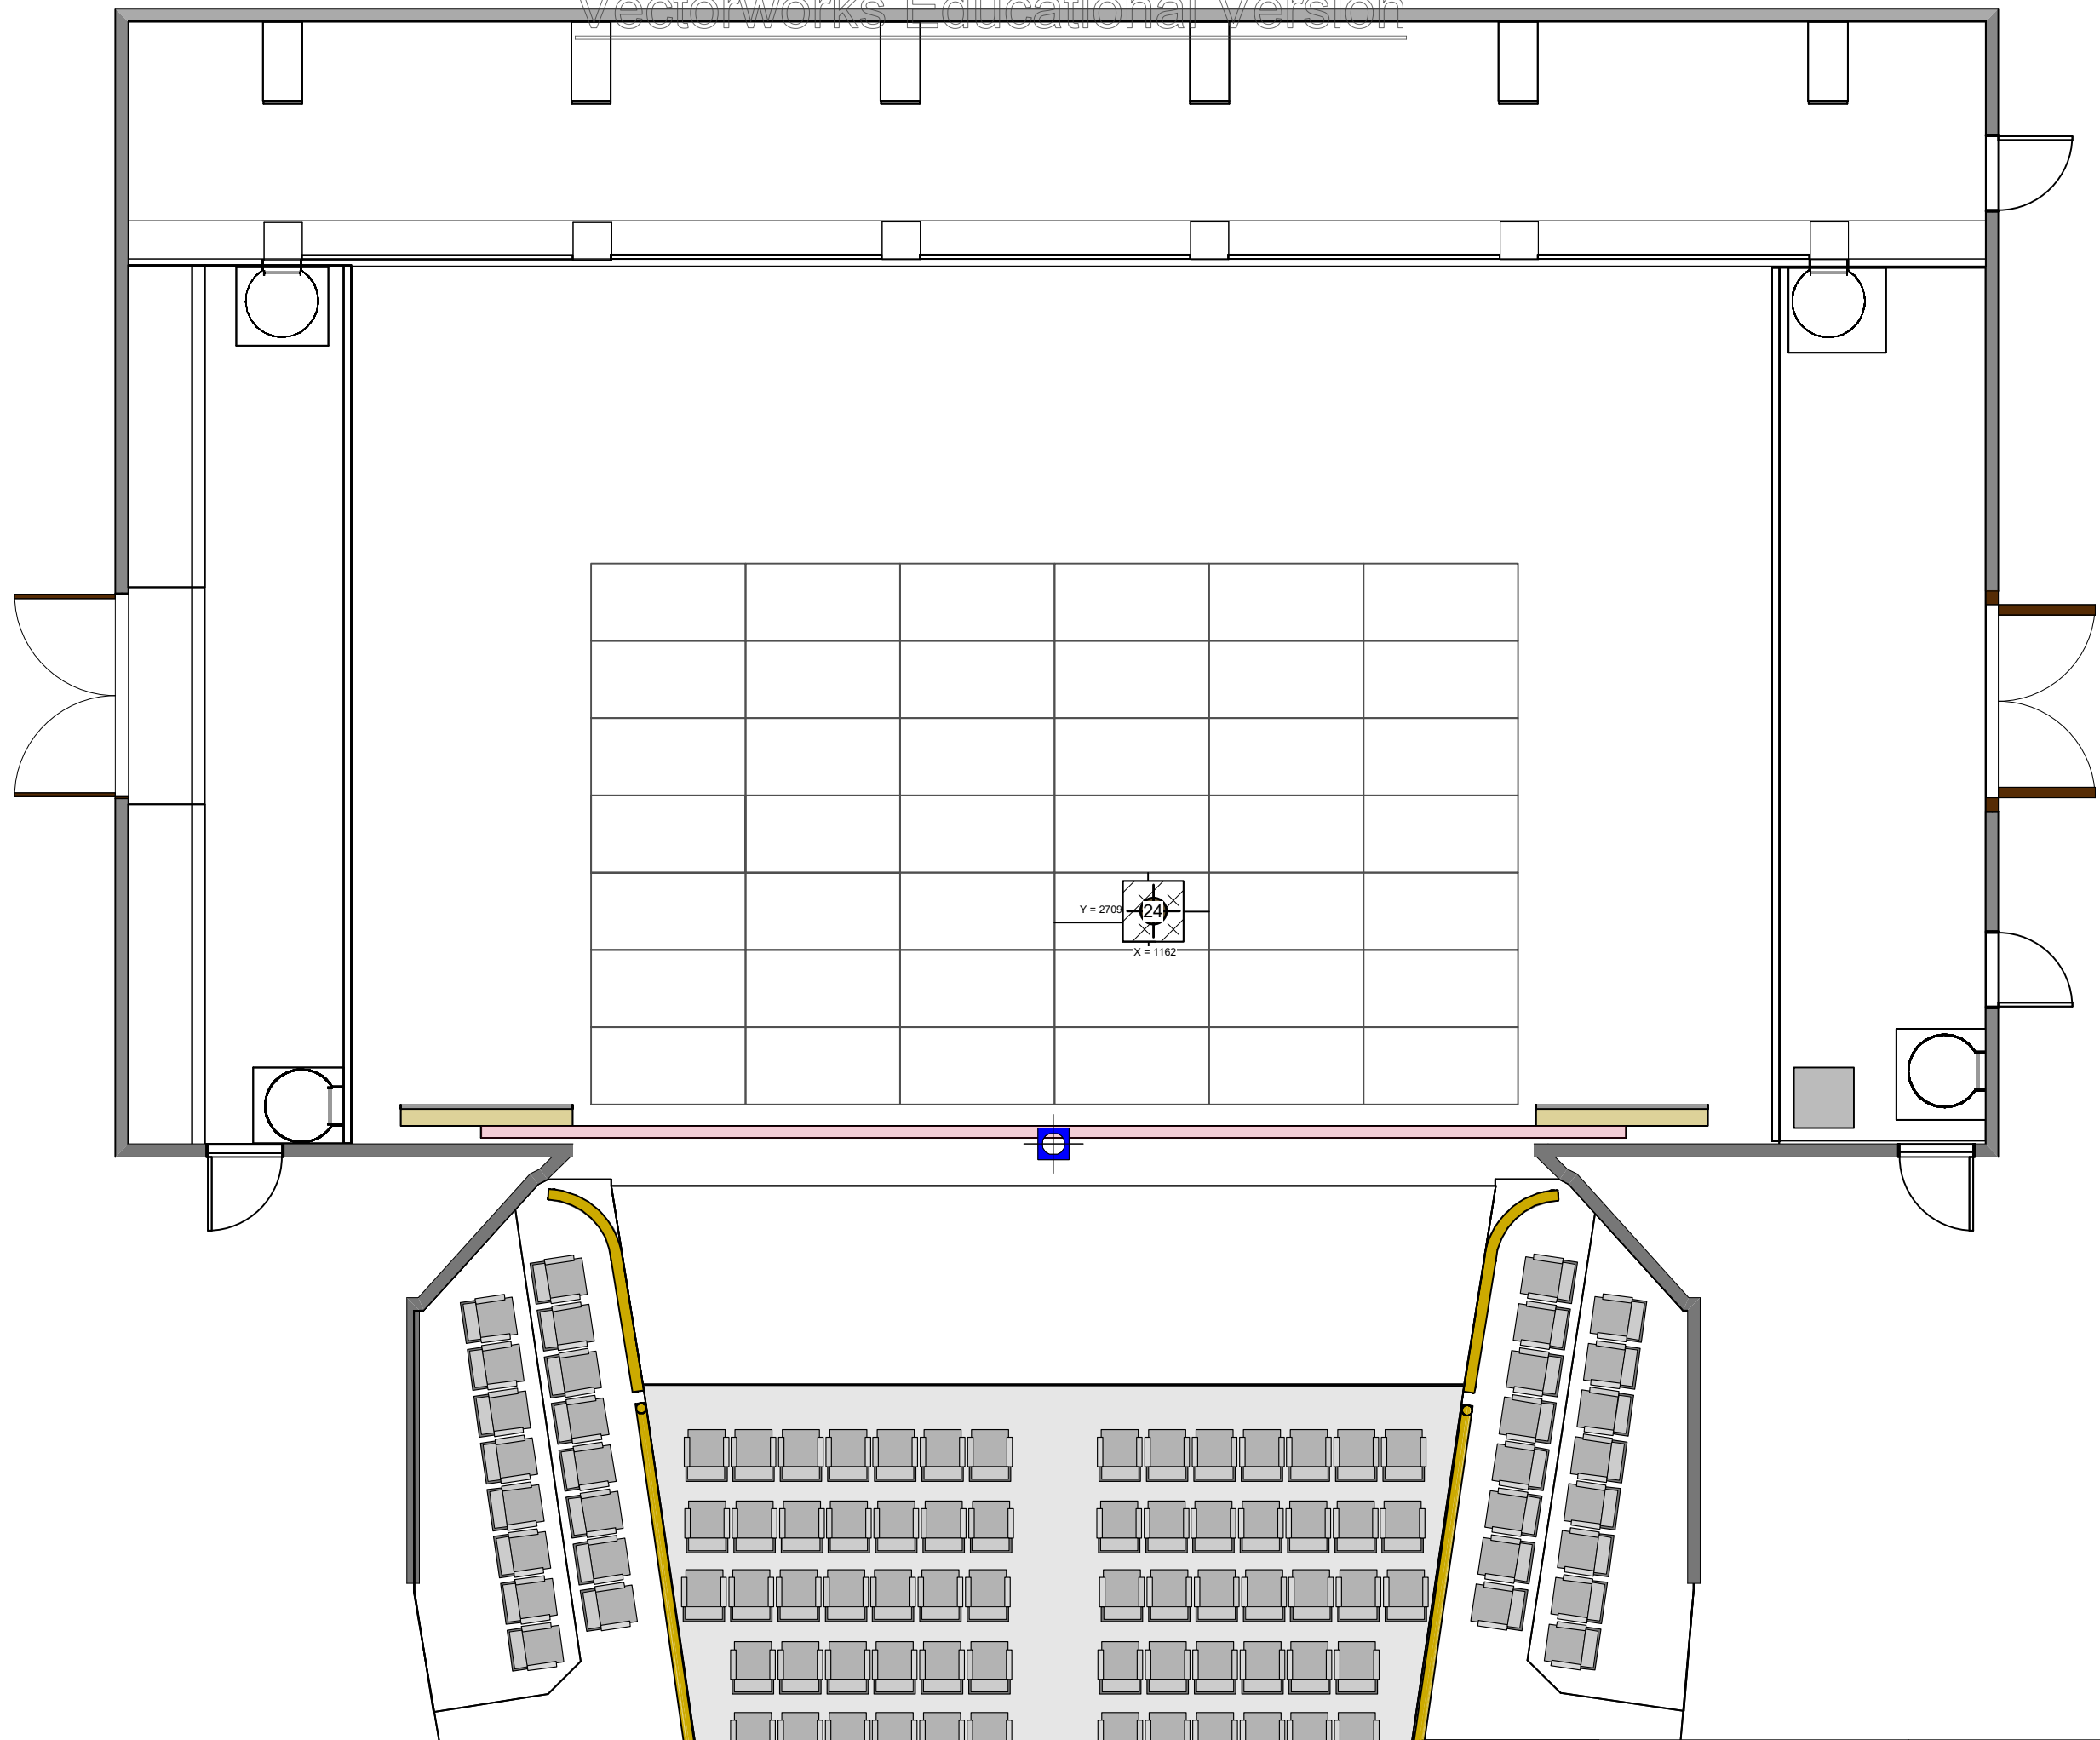 Vectorworks Educational Version
24
Y = 2709
X = 1162